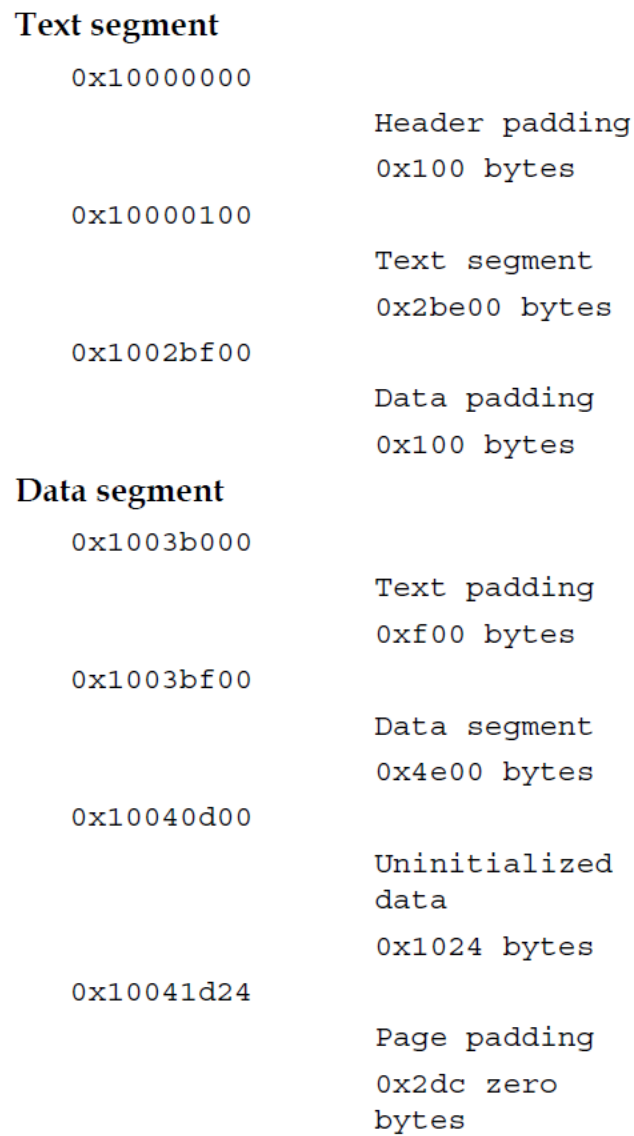 Text segment
0x10000000
Header padding
0x100 bytes
0x10000100
Text segment
0x2be00 bytes
0x1002bf00
Data padding
0x100 bytes
Data segment
0x1003b000
Text padding
0xf00 bytes
0x1003bf00
Data segment
0x4e00 bytes
0x10040d00
Uninitialized
data
0x1024 bytes
0x10041d24
Page padding
0x2dc zero
bytes